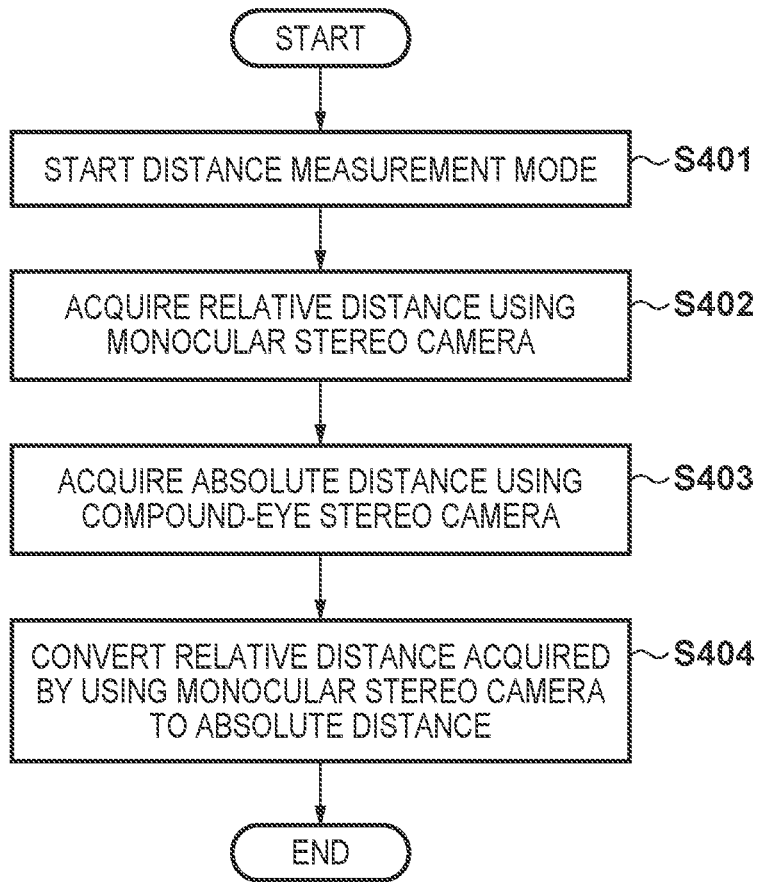 START
START DISTANCE MEASUREMENT MODE
S401
ACQUIRE RELATIVE DISTANCE USING
MONOCULAR STEREO CAMERA
S402
ACQUIRE ABSOLUTE DISTANCE USING
COMPOUND-EYE STEREO CAMERA
S403
CONVERT RELATIVE DISTANCE ACQUIRED
BY USING MONOCULAR STEREO CAMERA
TO ABSOLUTE DISTANCE
S404
END